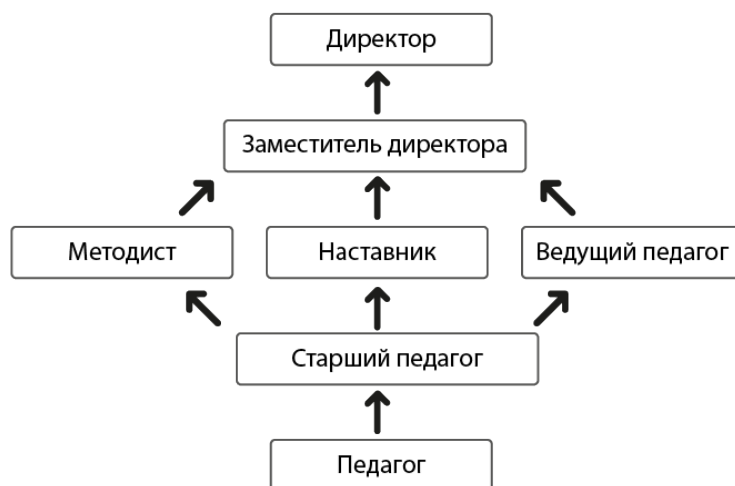 Директор
Заместитель директора
Методист
Наставник
Ведущий педагог
Старший педагог
Педагог